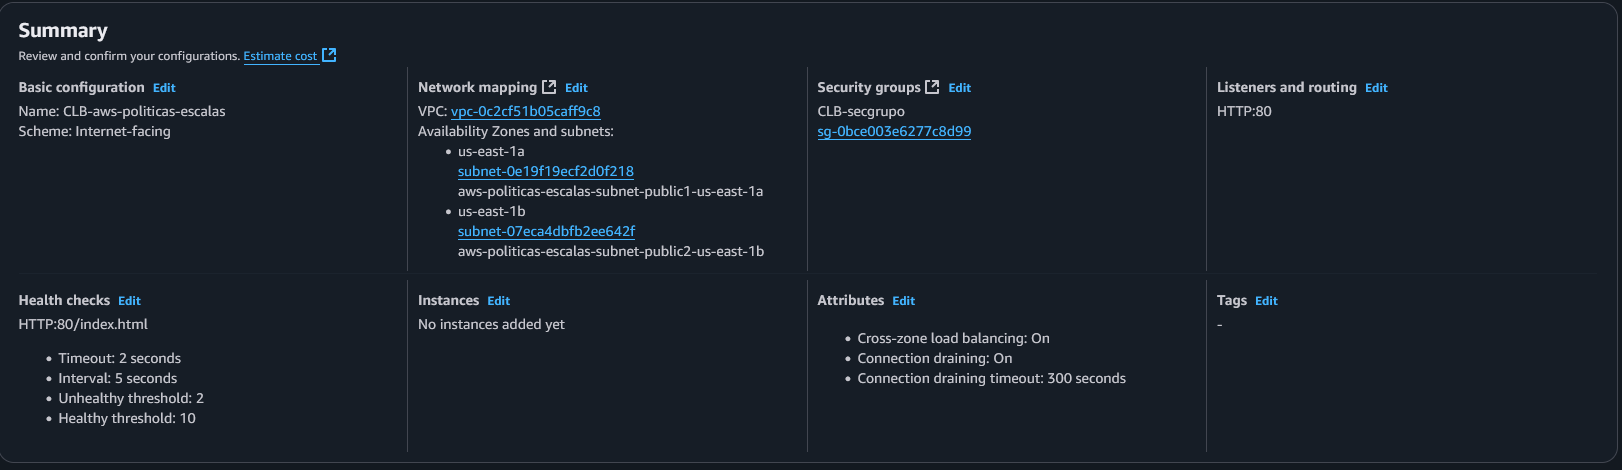 Summary
Review and confirm your configurations. Estimate cost
Basic configuration Edit
Name: CLB-aws-politicas-escalas
Scheme: Internet-facing
Network mapping Edit
VPC: vpc-0c2cf51b05caff9c8
Availability Zones and subnets:
• us-east-1a
subnet-0e19f19ecf2d0f218
aws-politicas-escalas-subnet-public1-us-east-1a
• us-east-1b
subnet-07eca4dbfb2ee642f
aws-politicas-escalas-subnet-public2-us-east-1b
Security groups Edit
CLB-secgrupo
sg-0bce003e6277c8d99
Listeners and routing Edit
HTTP:80
Health checks Edit
HTTP:80/index.html
• Timeout: 2 seconds
• Interval: 5 seconds
• Unhealthy threshold: 2
• Healthy threshold: 10
Instances Edit
No instances added yet
Attributes Edit
• Cross-zone load balancing: On
• Connection draining: On
• Connection draining timeout: 300 seconds
Tags Edit
-